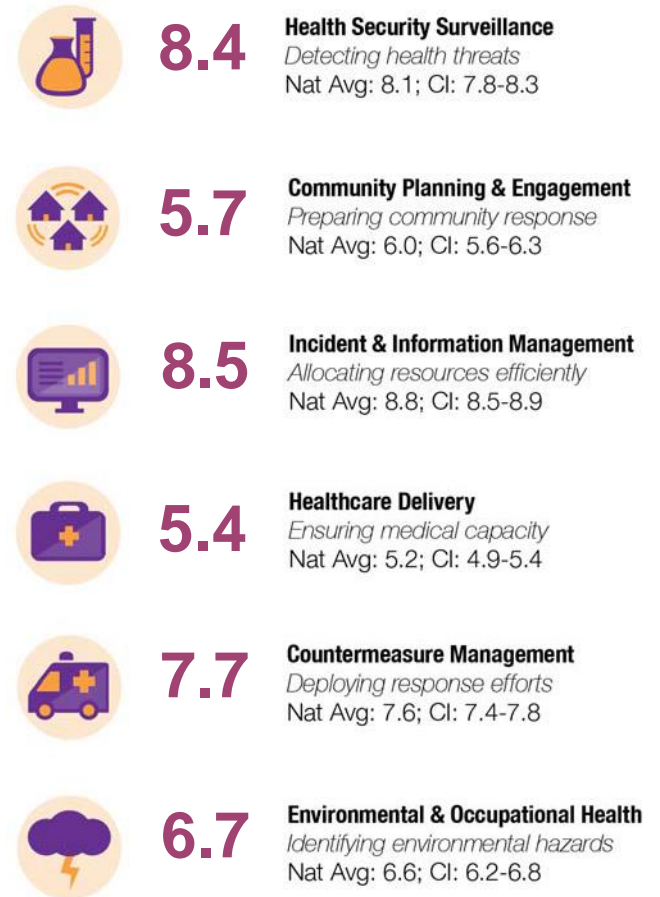 8.4
Health Security Surveillance
Detecting health threats
Nat Avg: 8.1; CI: 7.8-8.3
5.7
Community Planning & Engagement
Preparing community response
Nat Avg: 6.0; CI: 5.6-6.3
8.5
Incident & Information Management
Allocating resources efficiently
Nat Avg: 8.8; CI: 8.5-8.9
5.4
Healthcare Delivery
Ensuring medical capacity
Nat Avg: 5.2; CI: 4.9-5.4
7.7
Countermeasure Management
Deploying response efforts
Nat Avg: 7.6; CI: 7.4-7.8
6.7
Environmental & Occupational Health
Identifying environmental hazards
Nat Avg: 6.6; CI: 6.2-6.8